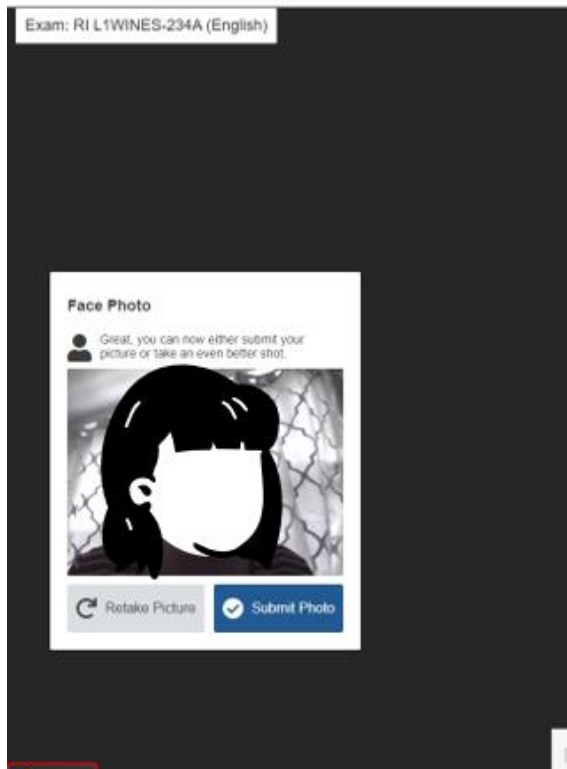 Exam: RI L1WINES-234A (English)
Face Photo
Great, you can now either submit your
picture or take an even better shot.
Retake Picture
Submit Photo